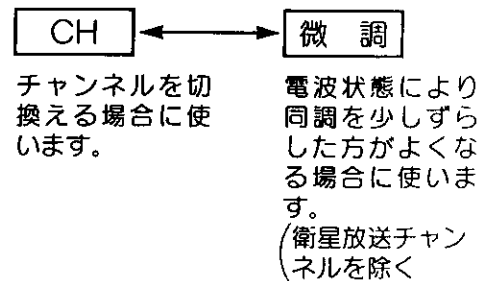 CH
微 調
チャンネルを切
換える場合に使
います。
電波状態により
同調を少しずら
した方がよくな
る場合に使いま
す。
(衛星放送チャン
ネルを除く